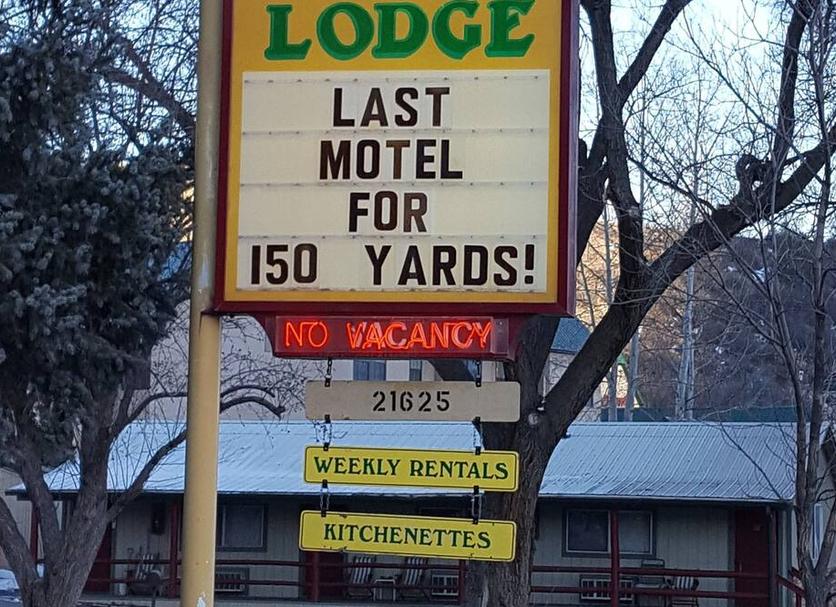 LODGE
LAST
MOTEL
FOR
150 YARDS!
NO VACANCY
21625
WEEKLY RENTALS
KITCHENETTES